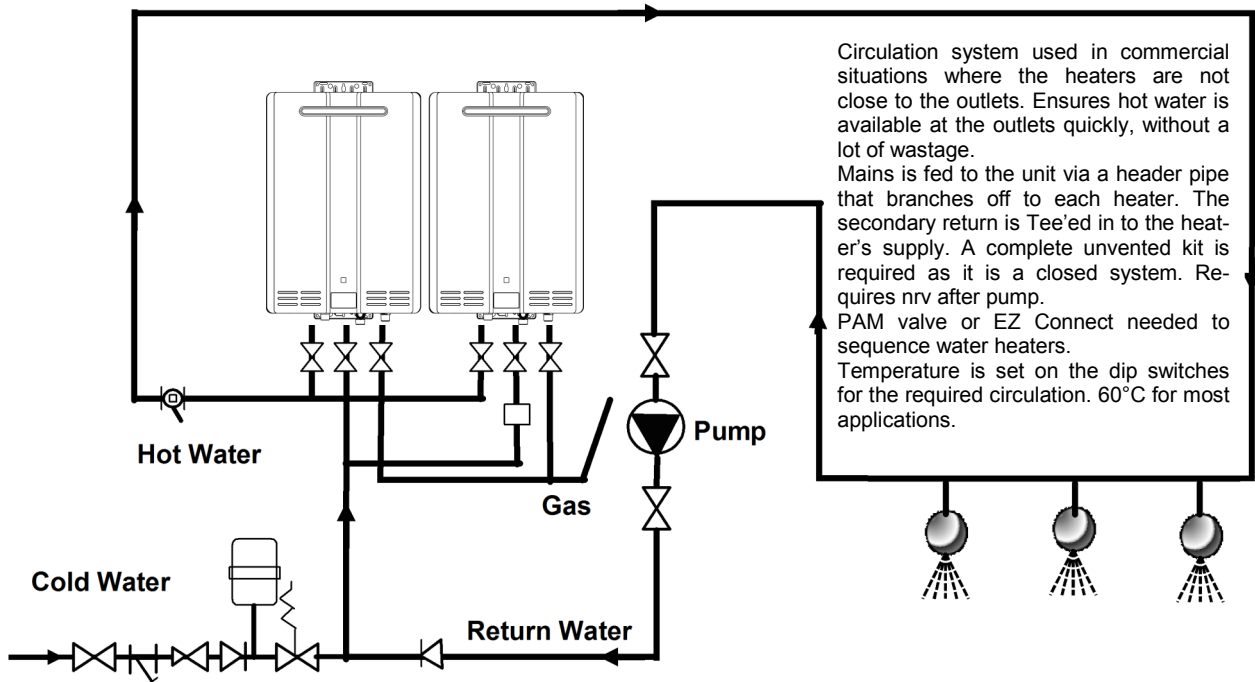 Circulation system used in commercial
situations where the heaters are not
close to the outlets. Ensures hot water is
available at the outlets quickly, without a
lot of wastage.
Mains is fed to the unit via a header pipe
that branches off to each heater. The
secondary return is Tee'ed in to the heat-
er's supply. A complete unvented kit is
required as it is a closed system. Re-
quires nrv after pump.
PAM valve or EZ Connect needed to
sequence water heaters.
Temperature is set on the dip switches
for the required circulation. 60°C for most
applications.
Hot Water
Pump
Gas
Cold Water
Return Water